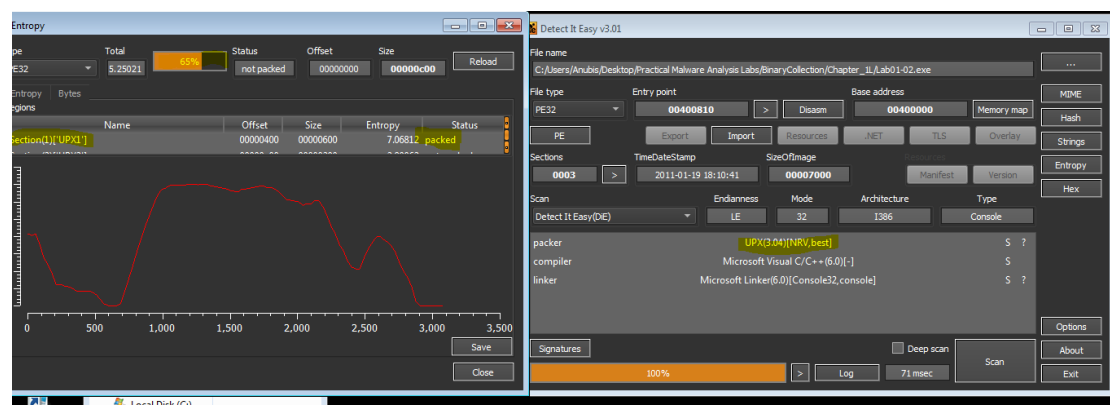 Entropy
pe Total Status Offset Size
E32 5.25021 65% not packed 00000000 00000c00 Reload
Entropy Bytes
egions
Name Offset Size Entropy Status
Section(1)['UPX1'] 00000400 00000600 7.06812 packed
0 500 1,000 1,500 2,000 2,500 3,000 3,500
Save
Close
Local Disk (C:)
Detect It Easy v3.01
File name
C:/Users/Anubis/Desktop/Practical Malware Analysis Labs/BinaryCollection/Chapter_1L/Lab01-02.exe ...
File type Entry point Base address MIME
PE32 00400810 > Disasm 00400000 Memory map
Hash
PE Export Import Resources .NET TLS Overlay
Strings
Sections TimeDateStamp SizeOfImage Resources
Entropy
0003 > 2011-01-19 18:10:41 00007000 Manifest Version
Hex
Scan Endianness Mode Architecture Type
Detect It Easy(DiE) LE 32 I386 Console
packer UPX(3.04)[NRV,best] S ?
compiler Microsoft Visual C/C++(6.0)[-] S
linker Microsoft Linker(6.0)[Console32,console] S ?
Options
Signatures Deep scan Scan About
100% > Log 71 msec Exit